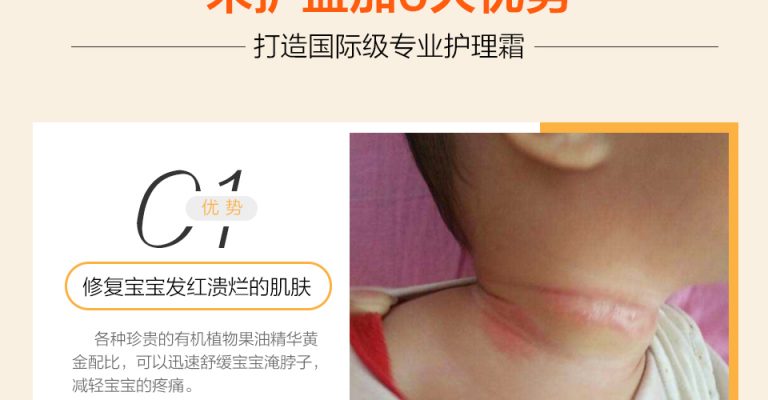 打造国际级专业护理霜
01
优势
修复宝宝发红溃烂的肌肤
各种珍贵的有机植物果油精华黄
金配比，可以迅速舒缓宝宝淹脖子，
减轻宝宝的疼痛。